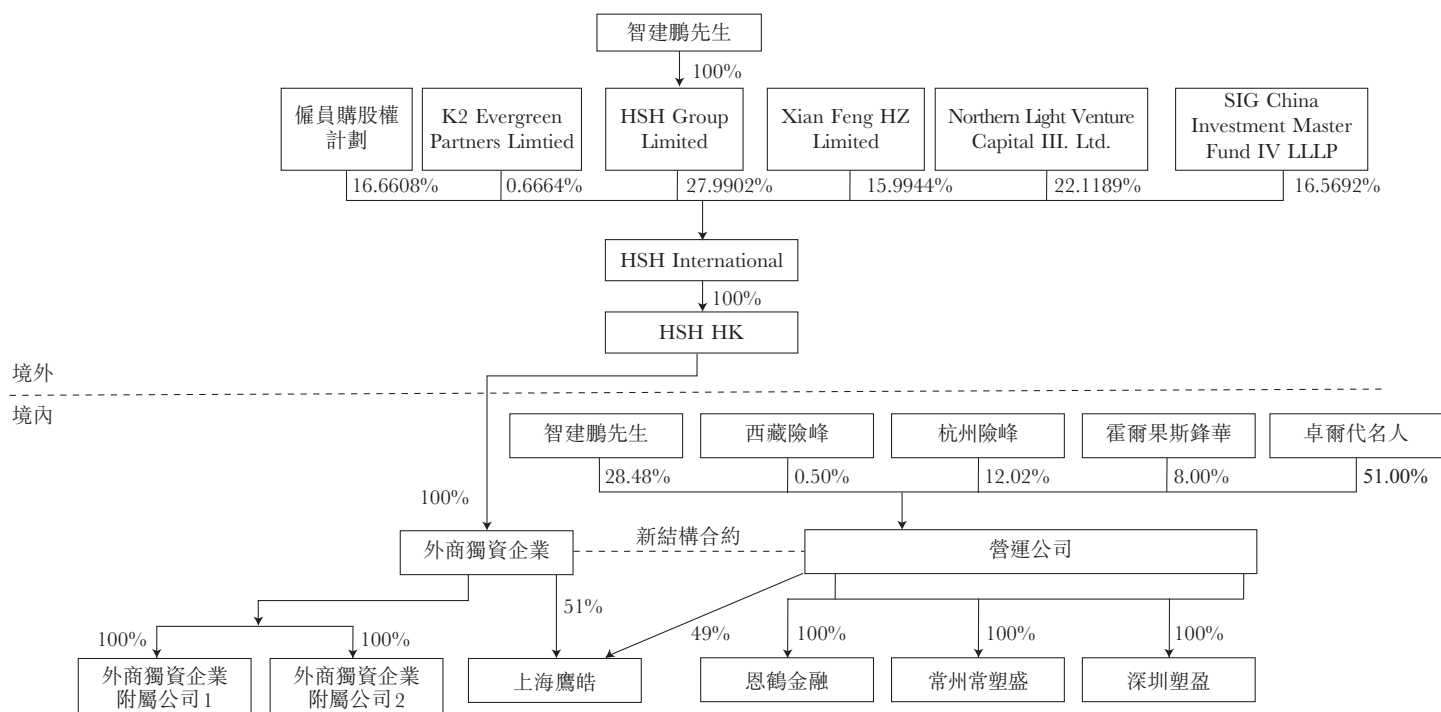 智建鵬先生
100%
僱員購股權
計劃
K2 Evergreen
Partners Limtied
HSH Group
Limited
Xian Feng HZ
Limited
Northern Light Venture
Capital III. Ltd.
SIG China
Investment Master
Fund IV LLLP
16.6608%
0.6664%
27.9902%
15.9944%
22.1189%
16.5692%
HSH International
100%
HSH HK
境外
境內
智建鵬先生
西藏險峰
杭州險峰
霍爾果斯鋒華
卓爾代名人
28.48%
0.50%
12.02%
8.00%
51.00%
100%
外商獨資企業
新結構合約
營運公司
51%
49%
100%
100%
100%
100%
100%
外商獨資企業
附屬公司1
外商獨資企業
附屬公司2
上海鷹皓
恩鶴金融
常州常塑盛
深圳塑盈